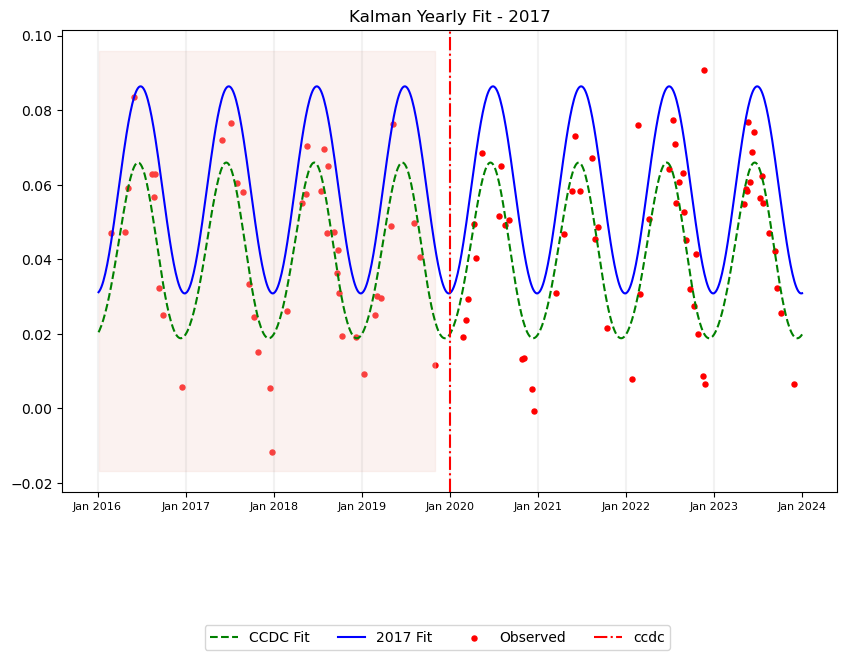 Kalman Yearly Fit - 2017
0.10
0.08
0.06
0.04
0.02
0.00
−0.02
Jan 2016 Jan 2017 Jan 2018 Jan 2019 Jan 2020 Jan 2021 Jan 2022 Jan 2023 Jan 2024
CCDC Fit 2017 Fit Observed ccdc